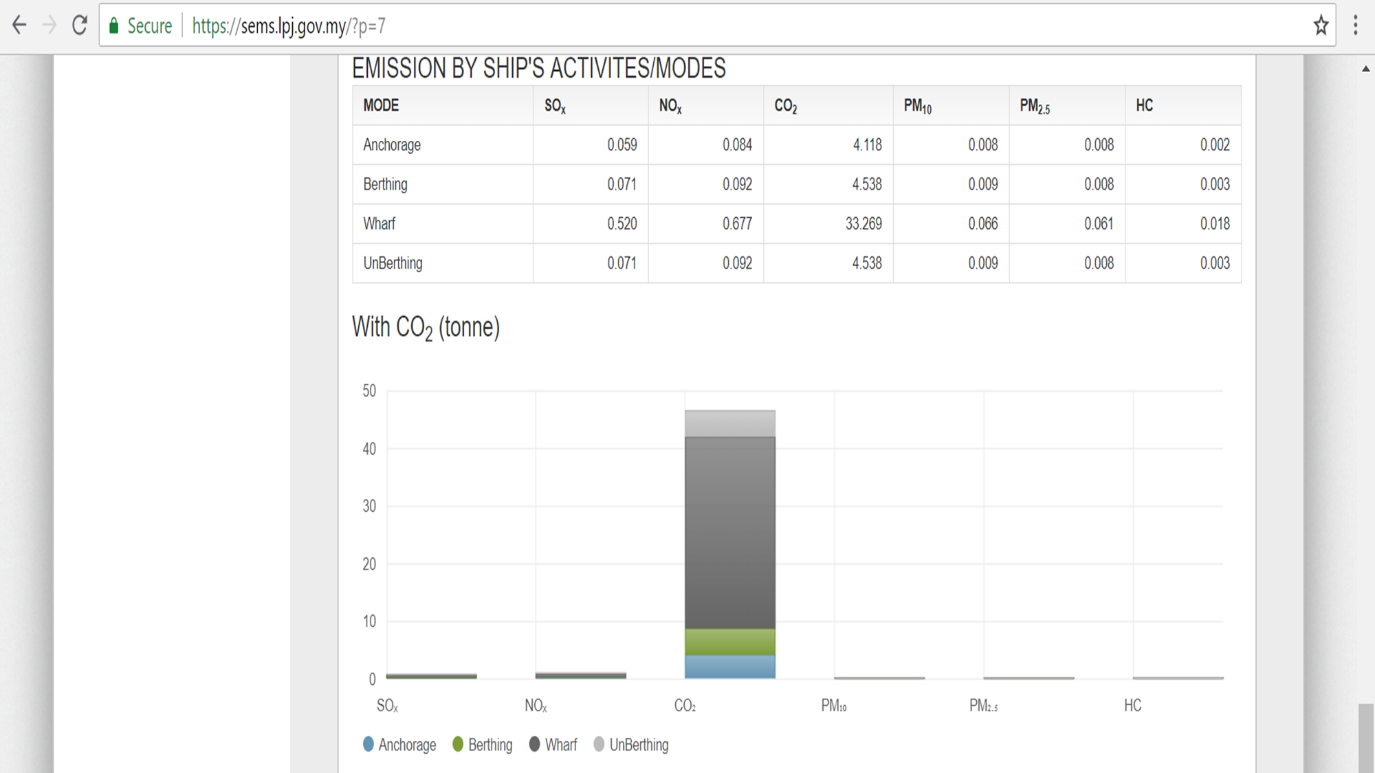 Secure https://sems.lpj.gov.my/?p=7
EMISSION BY SHIP'S ACTIVITES/MODES
MODE SOx NOx CO2 PM10 PM2.5 HC
Anchorage 0.059 0.084 4.118 0.008 0.008 0.002
Berthing 0.071 0.092 4.538 0.009 0.008 0.003
Wharf 0.520 0.677 33.269 0.066 0.061 0.018
UnBerthing 0.071 0.092 4.538 0.009 0.008 0.003
With CO2 (tonne)
50
40
30
20
10
0
SOx NOx CO2 PM10 PM2.5 HC
Anchorage Berthing Wharf UnBerthing